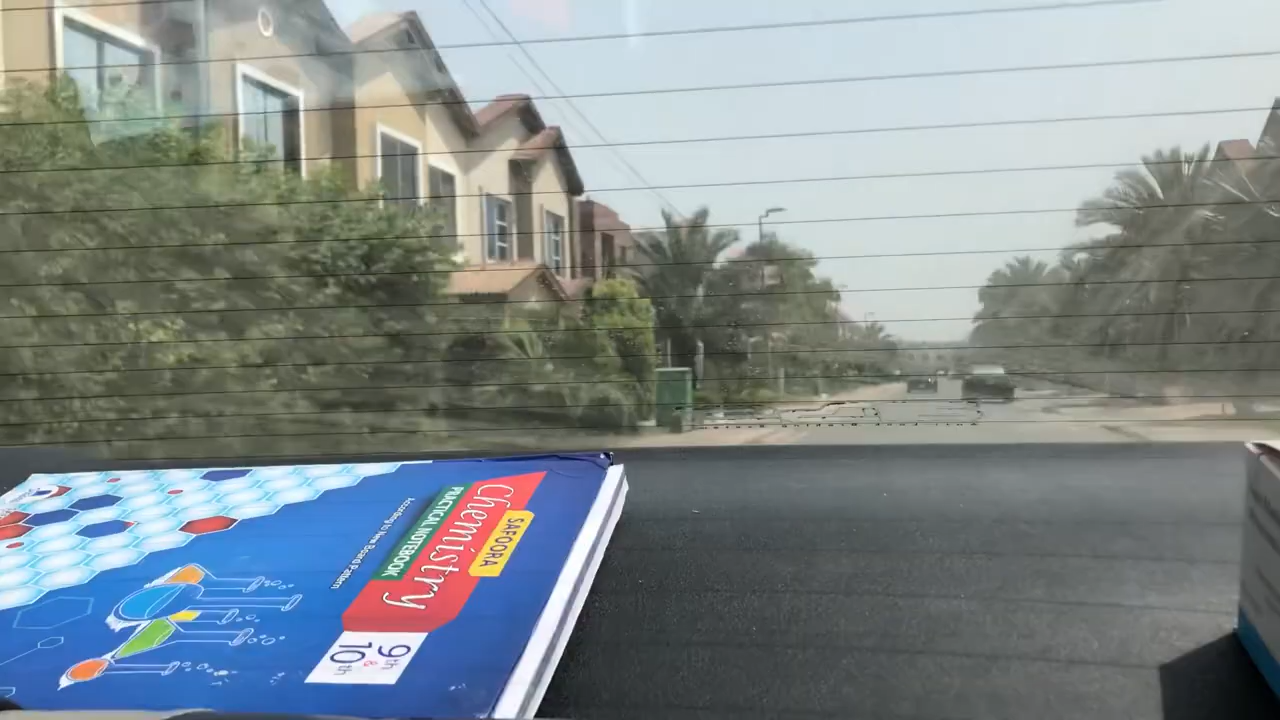 SAFOORA
Chemistry
PRACTICAL NOTEBOOK
According to New Board Pattern
9th & 10th